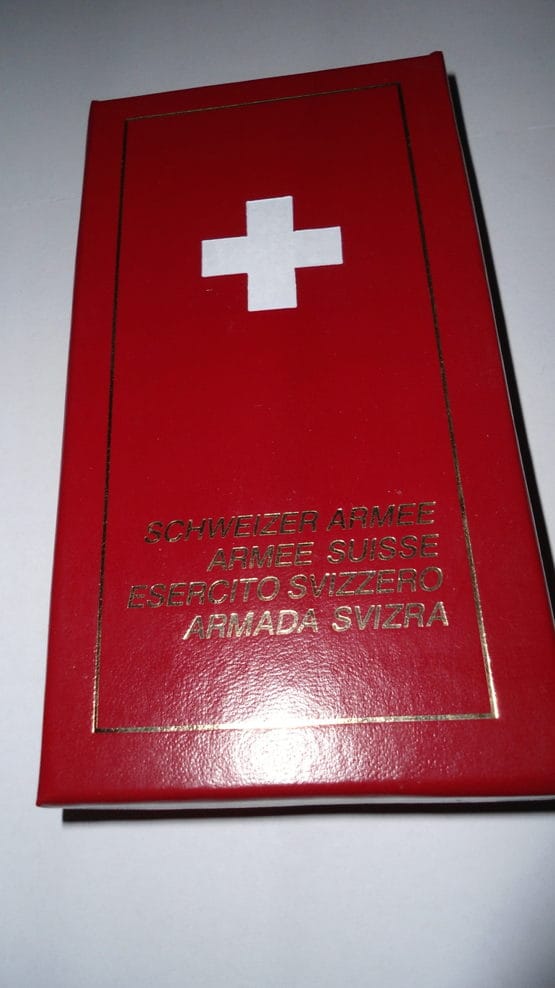 SCHWEIZER ARMEE
ARMEE SUISSE
ESERCITO SVIZZERO
ARMADA SVIZRA